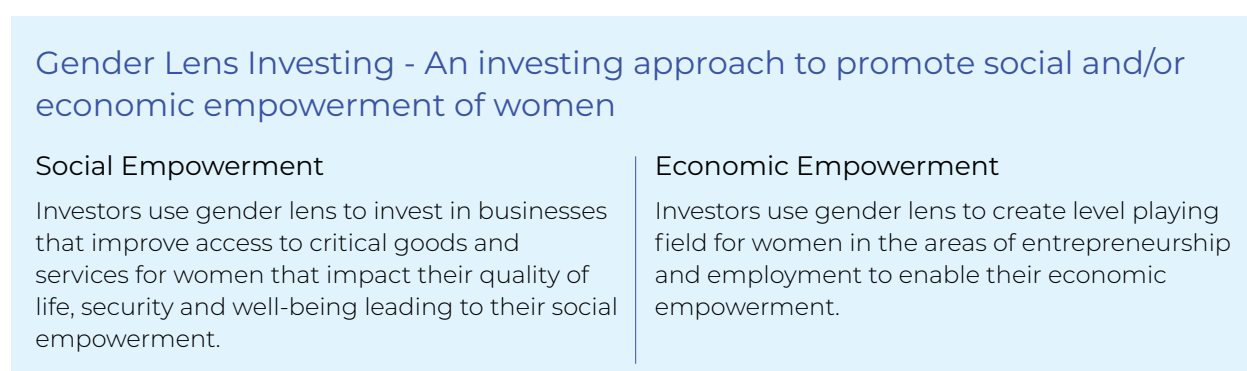 Gender Lens Investing - An investing approach to promote social and/or
economic empowerment of women
Social Empowerment
Investors use gender lens to invest in businesses
that improve access to critical goods and
services for women that impact their quality of
life, security and well-being leading to their social
empowerment.
Economic Empowerment
Investors use gender lens to create level playing
field for women in the areas of entrepreneurship
and employment to enable their economic
empowerment.